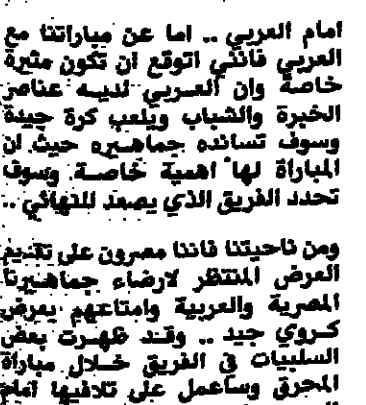 امام العربي .. اما عن مباراتنا مع
العربي فانني اتوقع ان تكون مثيرة
خاصة وان العربي لديه عناصر
الخبرة والشباب ويلعب كرة جيدة
وسوف تسانده جماهيره حيث ان
المباراة لها اهمية خاصة وسوف
تحدد الفريق الذي يصعد للنهائي ..
ومن ناحيتنا فاننا مصرون على تقديم
العرض المنتظر لارضاء جماهيرنا
المصرية والعربية وامتاعهم بعرض
كروي جيد .. وقد ظهرت بعض
السلبيات في الفريق خلال مباراة
المحرق وساعمل على تلافيها امام